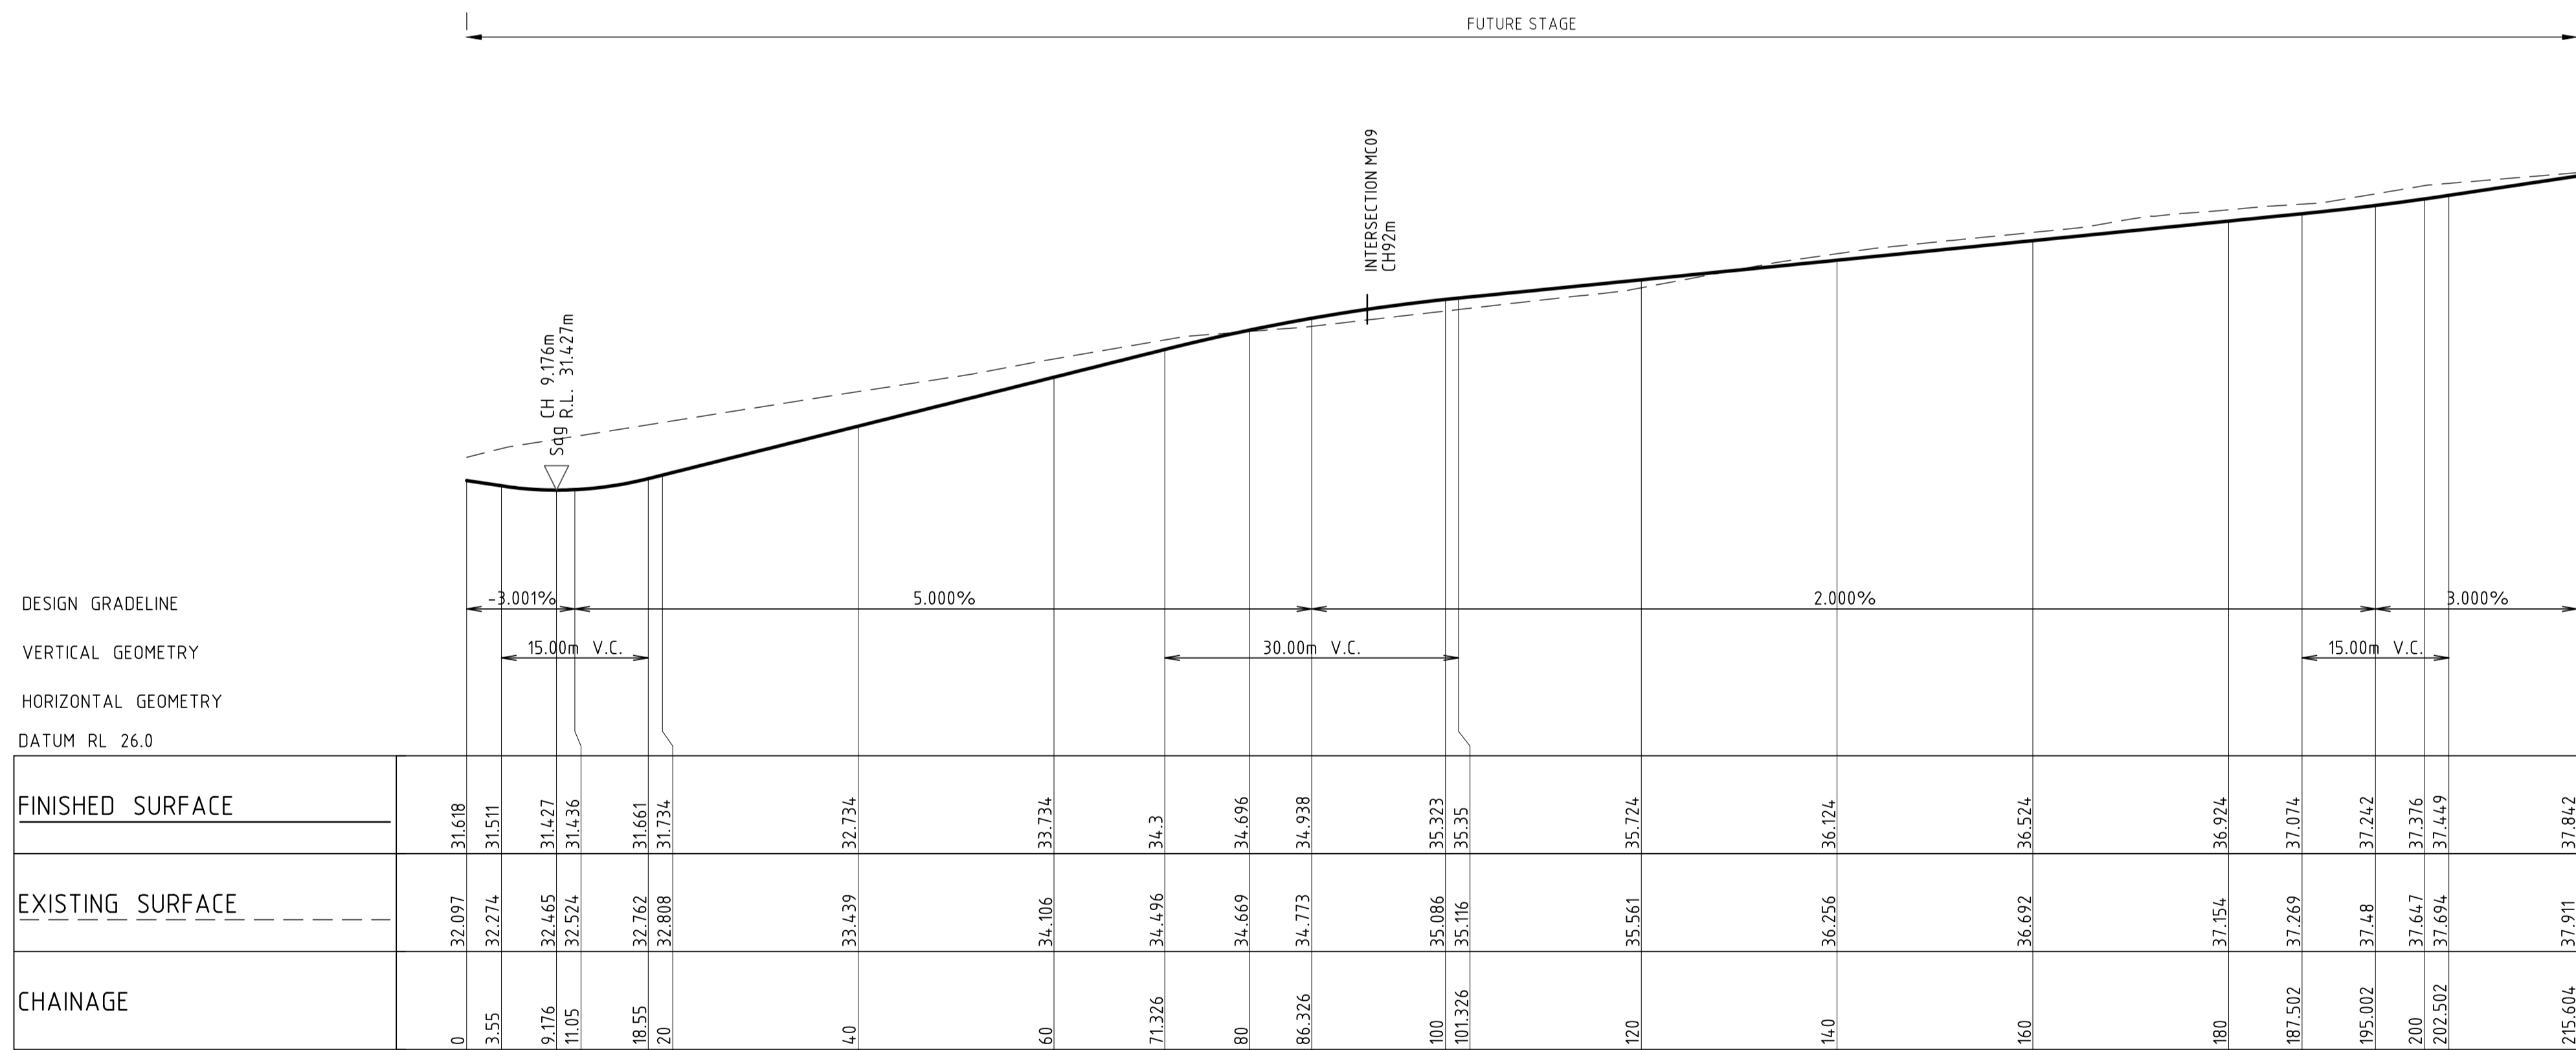 FUTURE STAGE
INTERSECTION MC09
CH92m
Sag CH 9.176m
R.L. 31.427m
DESIGN GRADELINE -3.001% 5.000% 2.000% 3.000%
VERTICAL GEOMETRY 15.00m V.C. 30.00m V.C. 15.00m V.C.
HORIZONTAL GEOMETRY
DATUM RL 26.0
FINISHED SURFACE 31.618 31.511 31.427 31.436 31.661 31.734 32.734 33.734 34.3 34.696 34.938 35.323 35.35 35.724 36.124 36.524 36.924 37.074 37.242 37.376 37.449 37.842
EXISTING SURFACE 32.097 32.274 32.465 32.524 32.762 32.808 33.439 34.106 34.496 34.669 34.773 35.086 35.116 35.561 36.256 36.692 37.154 37.269 37.48 37.647 37.694 37.911
CHAINAGE 0 3.55 9.176 11.05 18.55 20 40 60 71.326 80 86.326 100 101.326 120 140 160 180 187.502 195.002 200 202.502 215.604